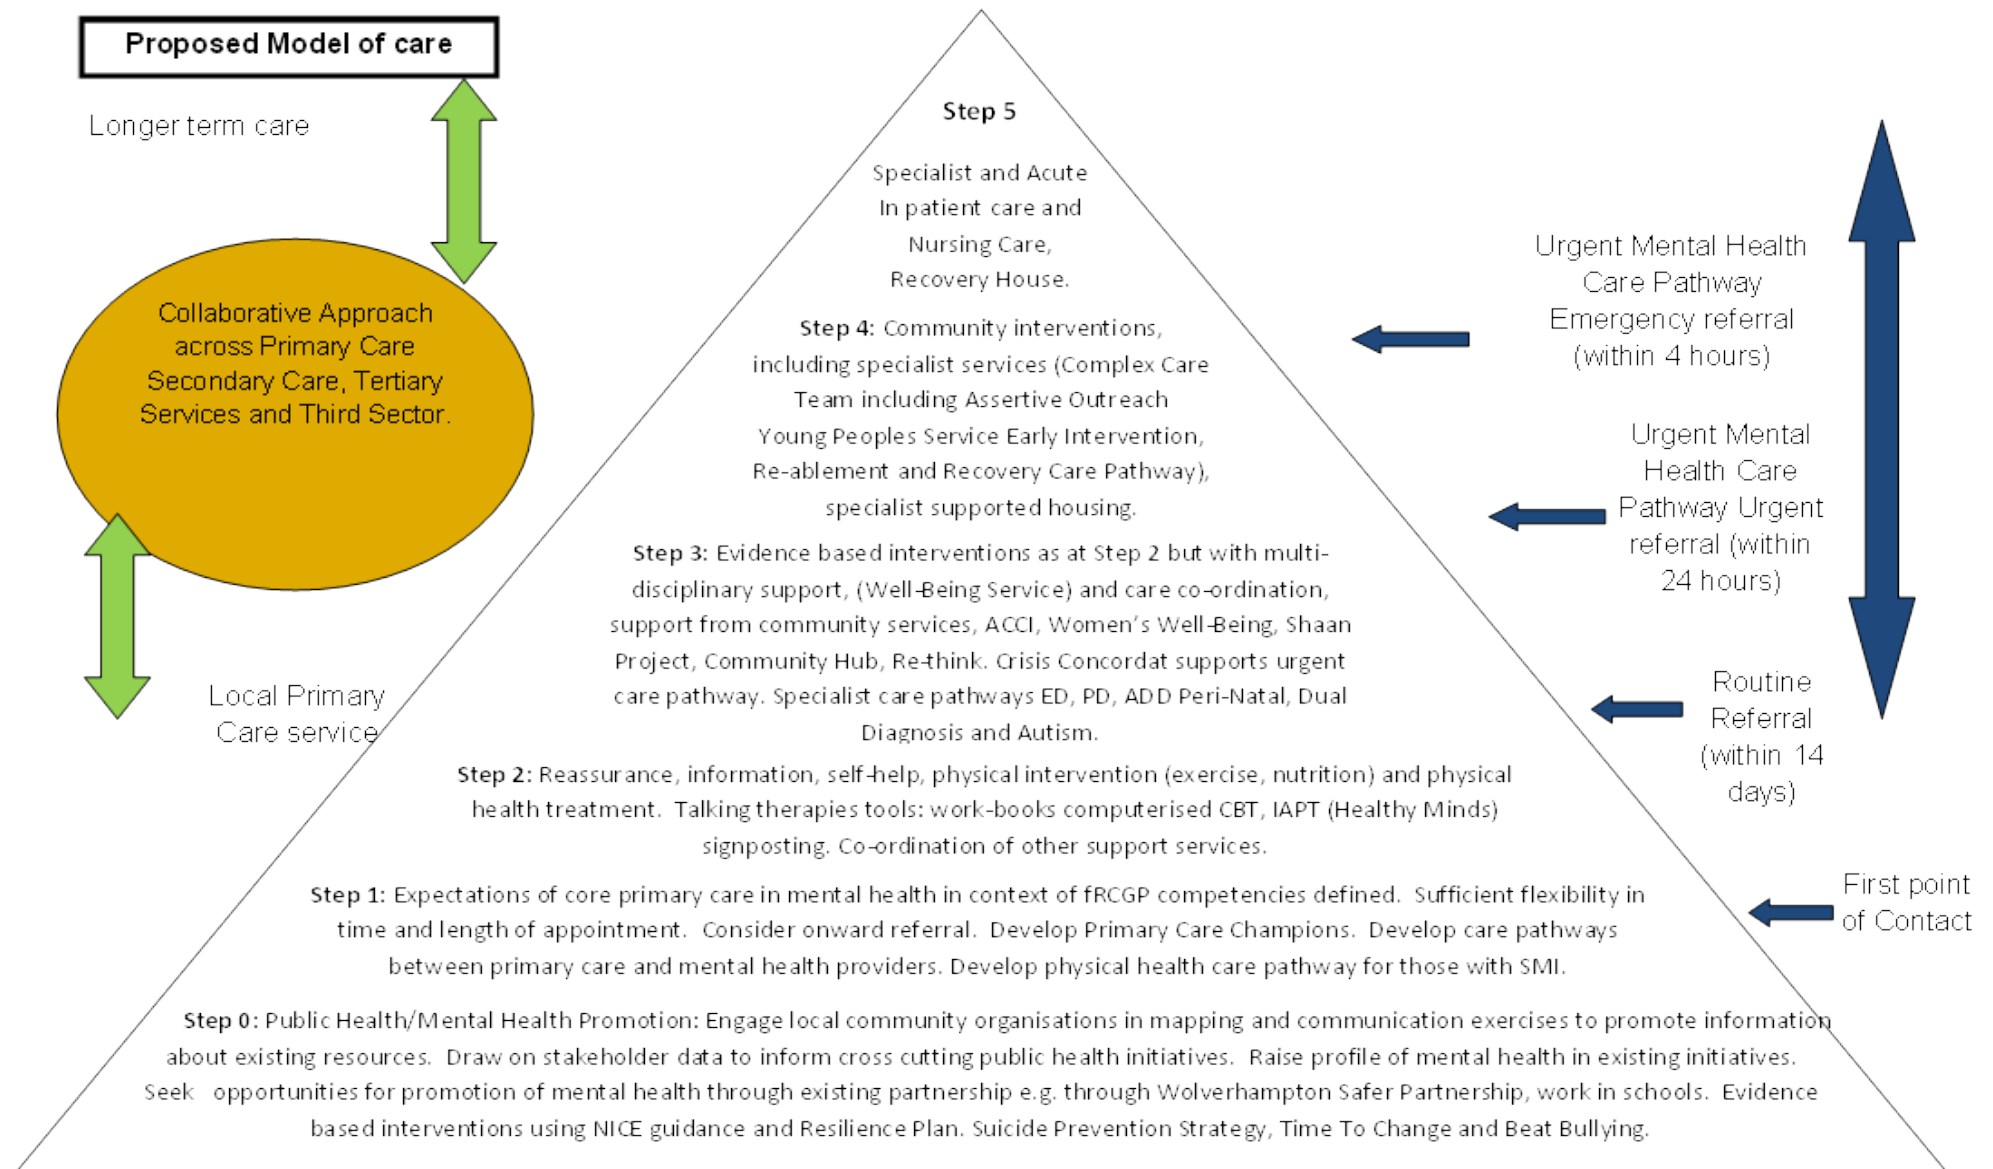 Proposed Model of care
Longer term care
Collaborative Approach
across Primary Care
Secondary Care, Tertiary
Services and Third Sector.
Local Primary
Care service
Step 5
Specialist and Acute
In patient care and
Nursing Care,
Recovery House.
Step 4: Community interventions,
including specialist services (Complex Care
Team including Assertive Outreach
Young Peoples Service Early Intervention,
Re-ablement and Recovery Care Pathway),
specialist supported housing.
Step 3: Evidence based interventions as at Step 2 but with multi-
disciplinary support, (Well-Being Service) and care co-ordination,
support from community services, ACCI, Women's Well-Being, Shaan
Project, Community Hub, Re-think. Crisis Concordat supports urgent
care pathway. Specialist care pathways ED, PD, ADD Peri-Natal, Dual
Diagnosis and Autism.
Step 2: Reassurance, information, self-help, physical intervention (exercise, nutrition) and physical
health treatment. Talking therapies tools: work-books computerised CBT, IAPT (Healthy Minds)
signposting. Co-ordination of other support services.
Step 1: Expectations of core primary care in mental health in context of fRCGP competencies defined. Sufficient flexibility in
time and length of appointment. Consider onward referral. Develop Primary Care Champions. Develop care pathways
between primary care and mental health providers. Develop physical health care pathway for those with SMI.
Step 0: Public Health/Mental Health Promotion: Engage local community organisations in mapping and communication exercises to promote information
about existing resources. Draw on stakeholder data to inform cross cutting public health initiatives. Raise profile of mental health in existing initiatives.
Seek opportunities for promotion of mental health through existing partnership e.g. through Wolverhampton Safer Partnership, work in schools. Evidence
based interventions using NICE guidance and Resilience Plan. Suicide Prevention Strategy, Time To Change and Beat Bullying.
Urgent Mental Health
Care Pathway
Emergency referral
(within 4 hours)
Urgent Mental
Health Care
Pathway Urgent
referral (within
24 hours)
Routine
Referral
(within 14
days)
First point
of Contact